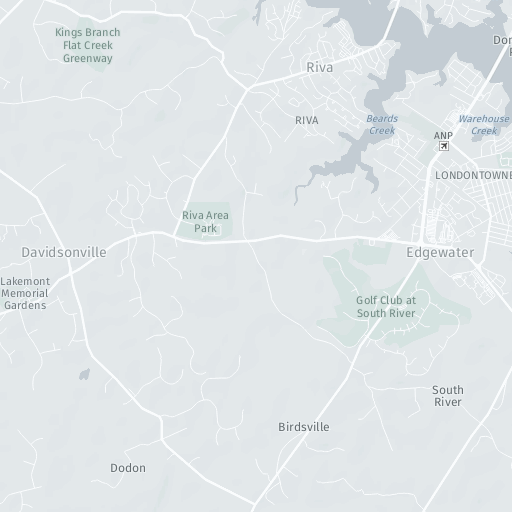 Kings Branch
Flat Creek
Greenway
Riva
RIVA
Beards
Creek
Warehouse
Creek
ANP
LONDONTOWNE
Riva Area
Park
Davidsonville
Edgewater
Lakemont
Memorial
Gardens
Golf Club at
South River
South
River
Birdsville
Dodon